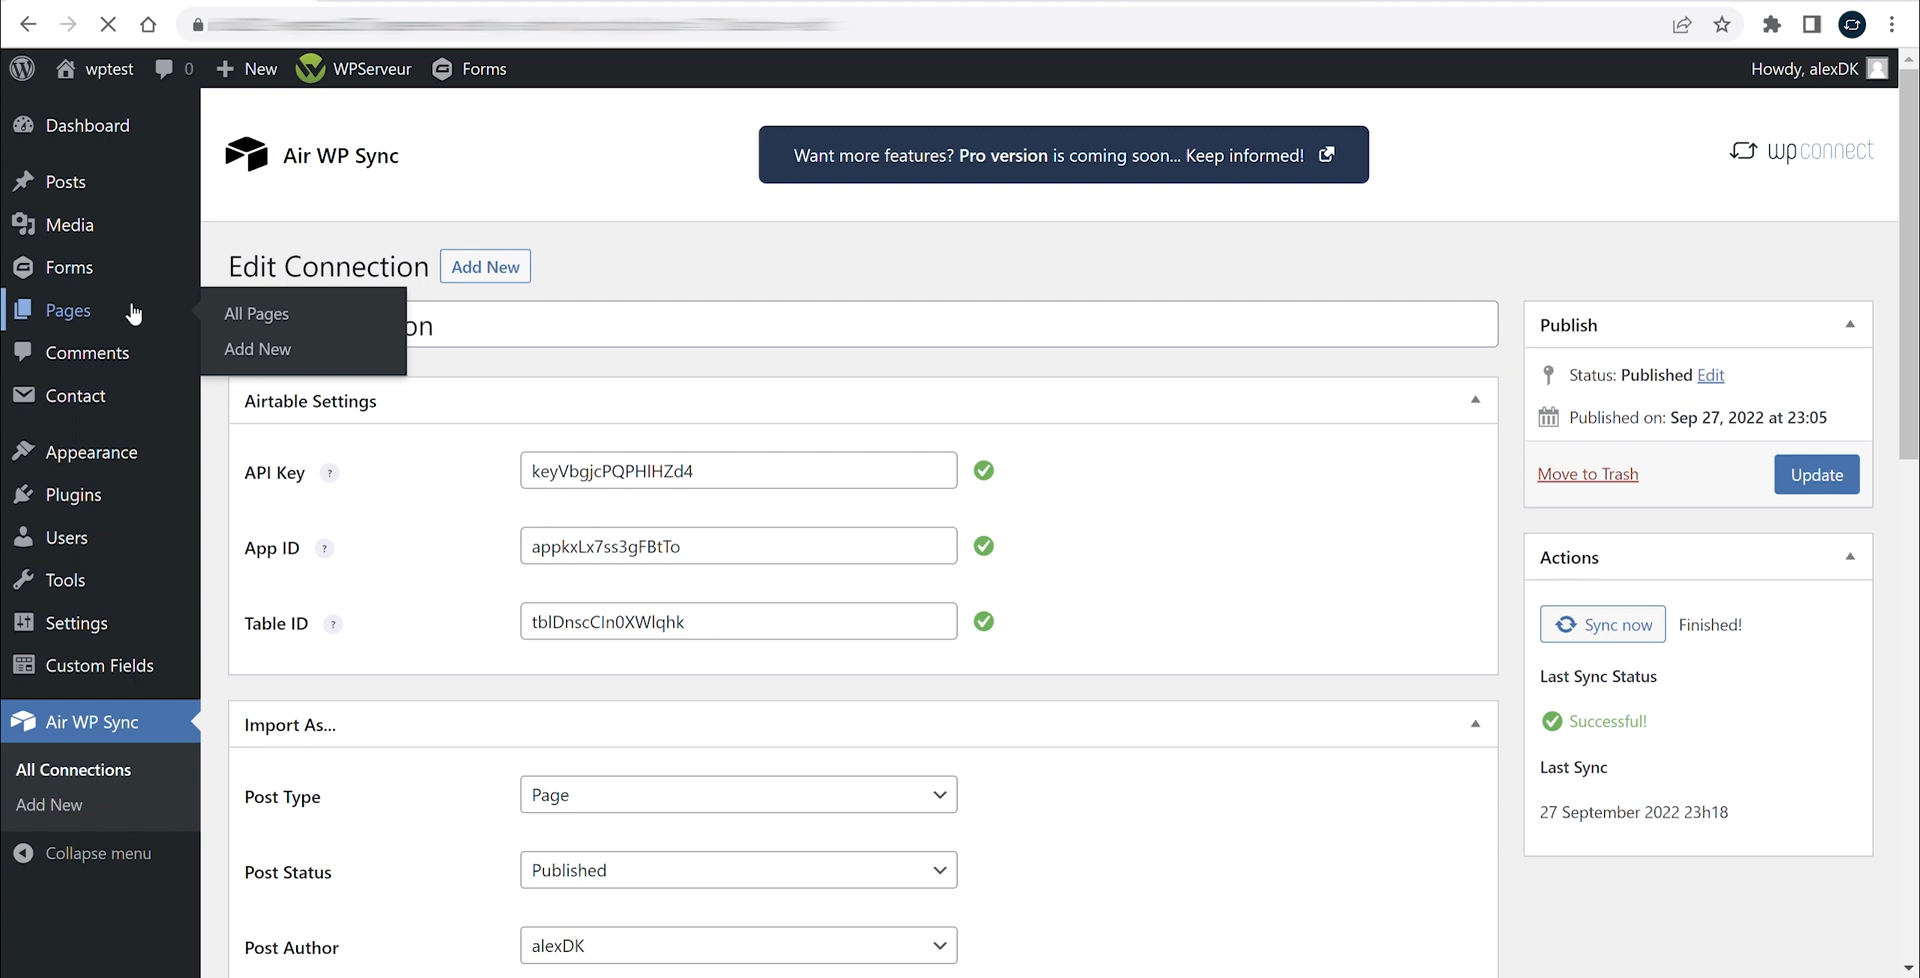 wptest
0
New
WPServeur
Forms
Howdy, alexDK
Dashboard
Posts
Media
Forms
Pages
Comments
Contact
Appearance
Plugins
Users
Tools
Settings
Custom Fields
Air WP Sync
All Connections
Add New
Collapse menu
All Pages
Add New
Air WP Sync
Want more features? Pro version is coming soon... Keep informed!
wpconnect
Edit Connection
Add New
on
Airtable Settings
API Key ?
keyVbgjcPQPHIHZd4
App ID ?
appkxLx7ss3gFBtTo
Table ID ?
tblDnscCln0XWlqhk
Import As...
Post Type
Page
Post Status
Published
Post Author
alexDK
Publish
Status: Published Edit
Published on: Sep 27, 2022 at 23:05
Move to Trash
Update
Actions
Sync now
Finished!
Last Sync Status
Successful!
Last Sync
27 September 2022 23h18